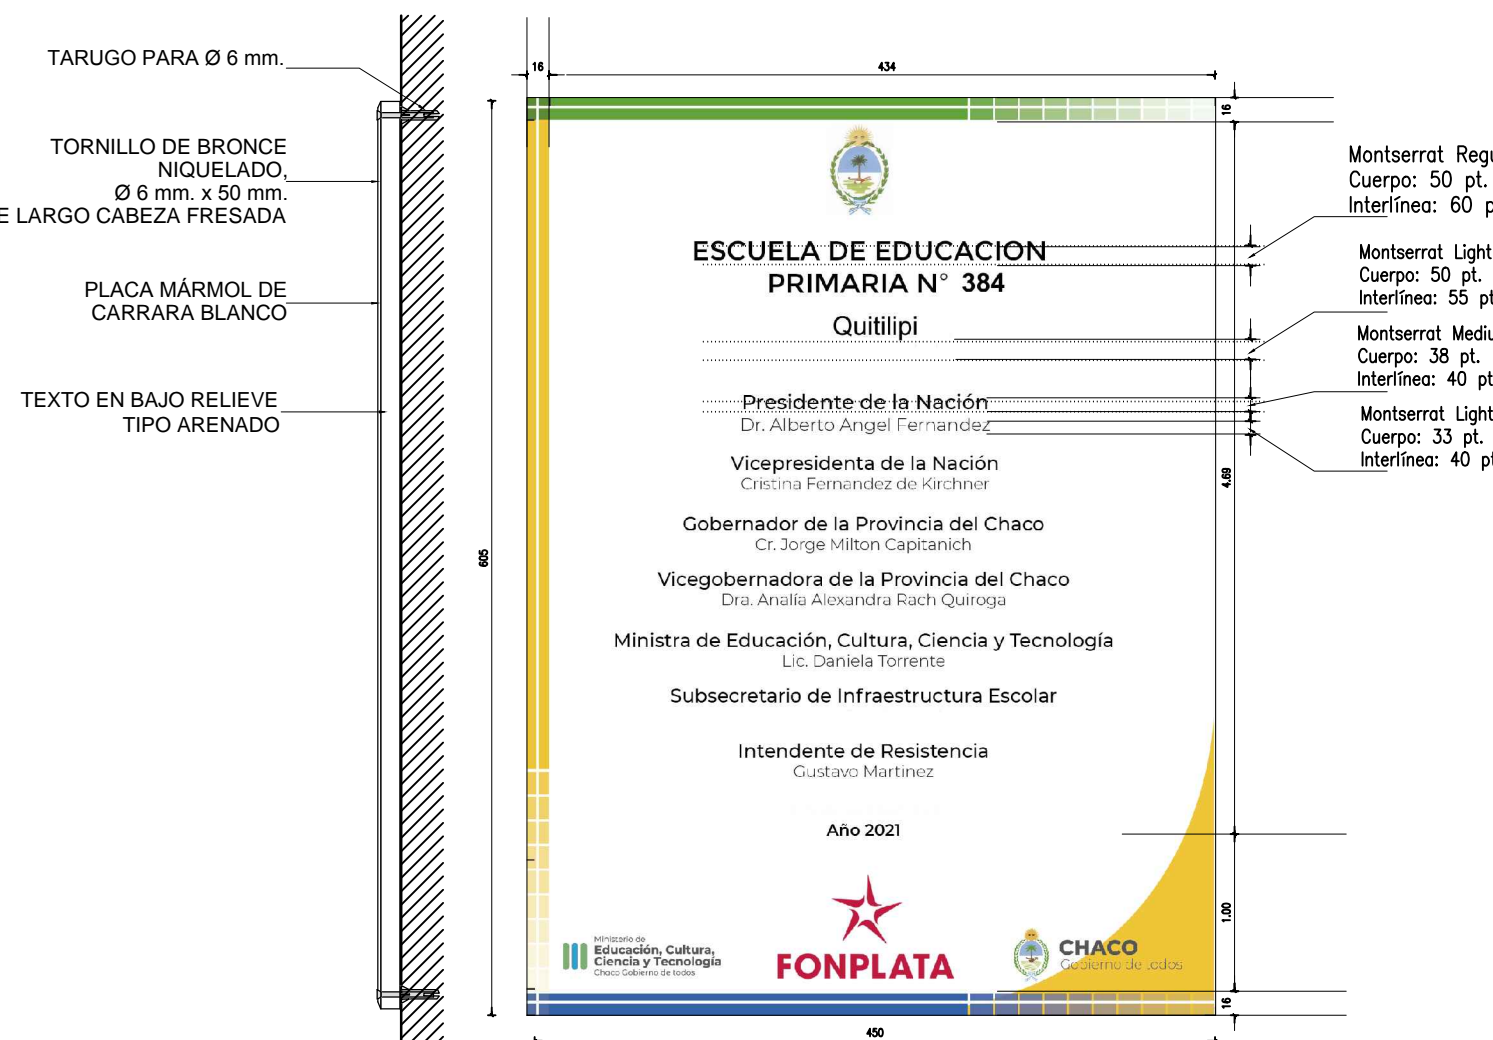 TARUGO PARA Ø 6 mm.
TORNILLO DE BRONCE
NIQUELADO,
Ø 6 mm. x 50 mm.
E LARGO CABEZA FRESADA
PLACA MÁRMOL DE
CARRARA BLANCO
TEXTO EN BAJO RELIEVE
TIPO ARENADO
16
434
16
605
ESCUELA DE EDUCACION
PRIMARIA N° 384
Quitilipi
Presidente de la Nación
Dr. Alberto Angel Fernandez
Vicepresidenta de la Nación
Cristina Fernandez de Kirchner
Gobernador de la Provincia del Chaco
Cr. Jorge Milton Capitanich
Vicegobernadora de la Provincia del Chaco
Dra. Analía Alexandra Rach Quiroga
Ministra de Educación, Cultura, Ciencia y Tecnología
Lic. Daniela Torrente
Subsecretario de Infraestructura Escolar
Intendente de Resistencia
Gustavo Martinez
Año 2021
Ministerio de
Educación, Cultura,
Ciencia y Tecnología
Chaco Gobierno de todos
FONPLATA
CHACO
Gobierno de todos
4.69
1.00
16
450
Montserrat Regu
Cuerpo: 50 pt.
Interlínea: 60 p
Montserrat Light
Cuerpo: 50 pt.
Interlínea: 55 pt
Montserrat Mediu
Cuerpo: 38 pt.
Interlínea: 40 pt
Montserrat Light
Cuerpo: 33 pt.
Interlínea: 40 pt